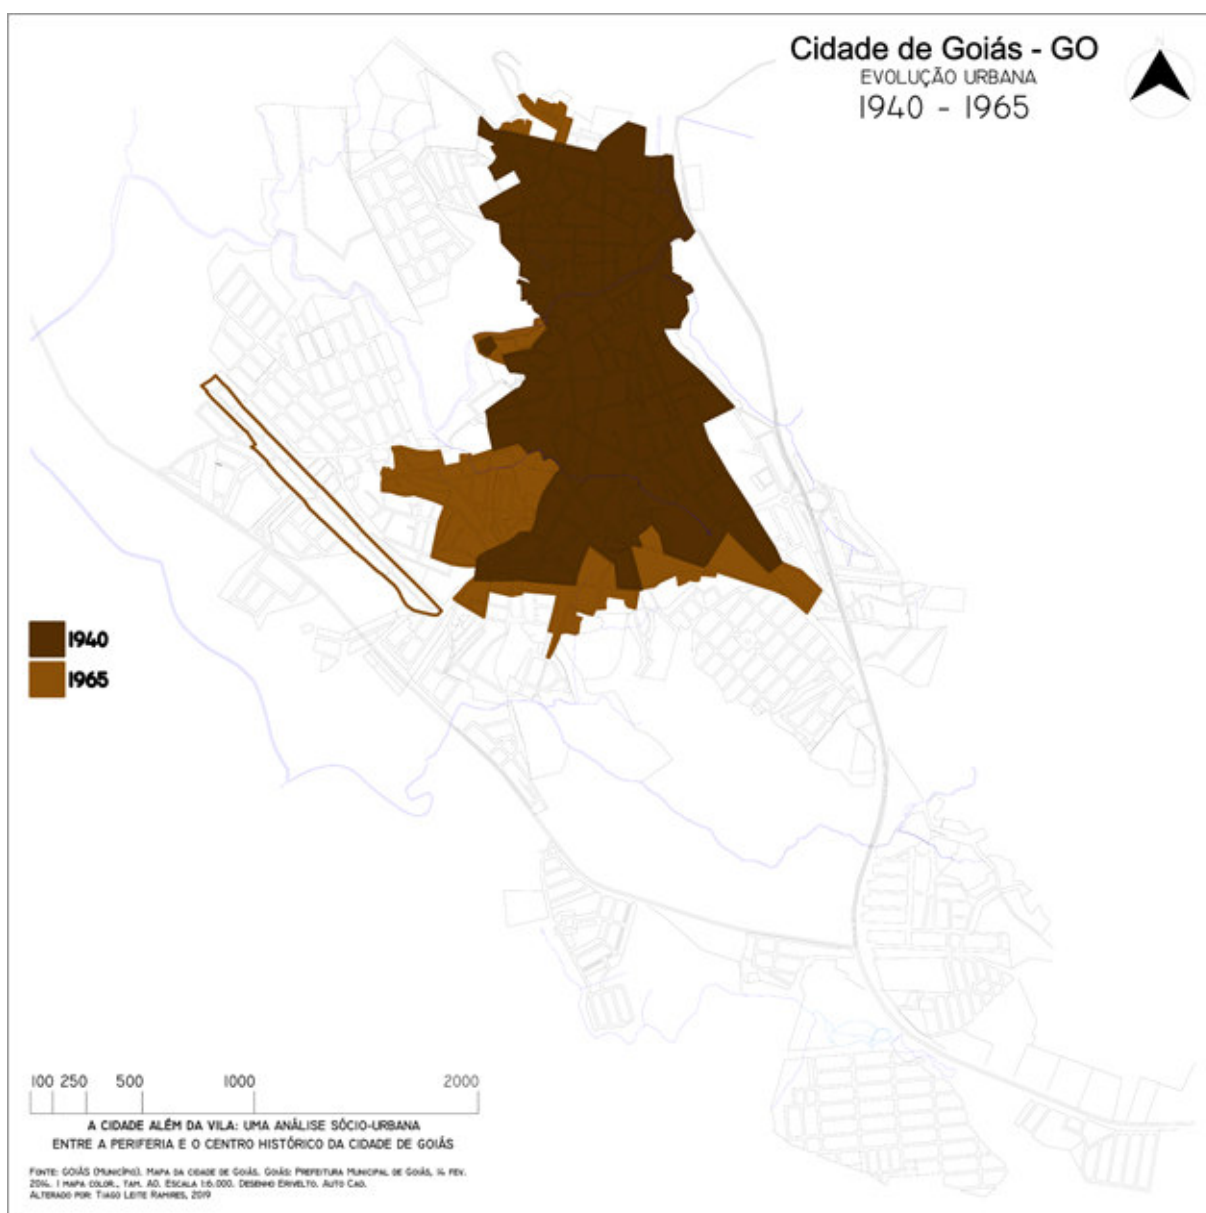 Cidade de Goiás - GO
EVOLUÇÃO URBANA
1940 - 1965
N
1940
1965
100 250 500 1000 2000
A CIDADE ALÉM DA VILA: UMA ANÁLISE SÓCIO-URBANA
ENTRE A PERIFERIA E O CENTRO HISTÓRICO DA CIDADE DE GOIÁS
FONTE: GOIÁS (MUNICÍPIO). MAPA DA CIDADE DE GOIÁS. GOIÁS: PREFEITURA MUNICIPAL DE GOIÁS, 14 FEV.
2014. 1 MAPA COLOR., TAM. A0. ESCALA 1:6.000. DESENHO ERIVELTO. AUTO CAD.
ALTERADO POR: TIAGO LEITE RAMIRES, 2019